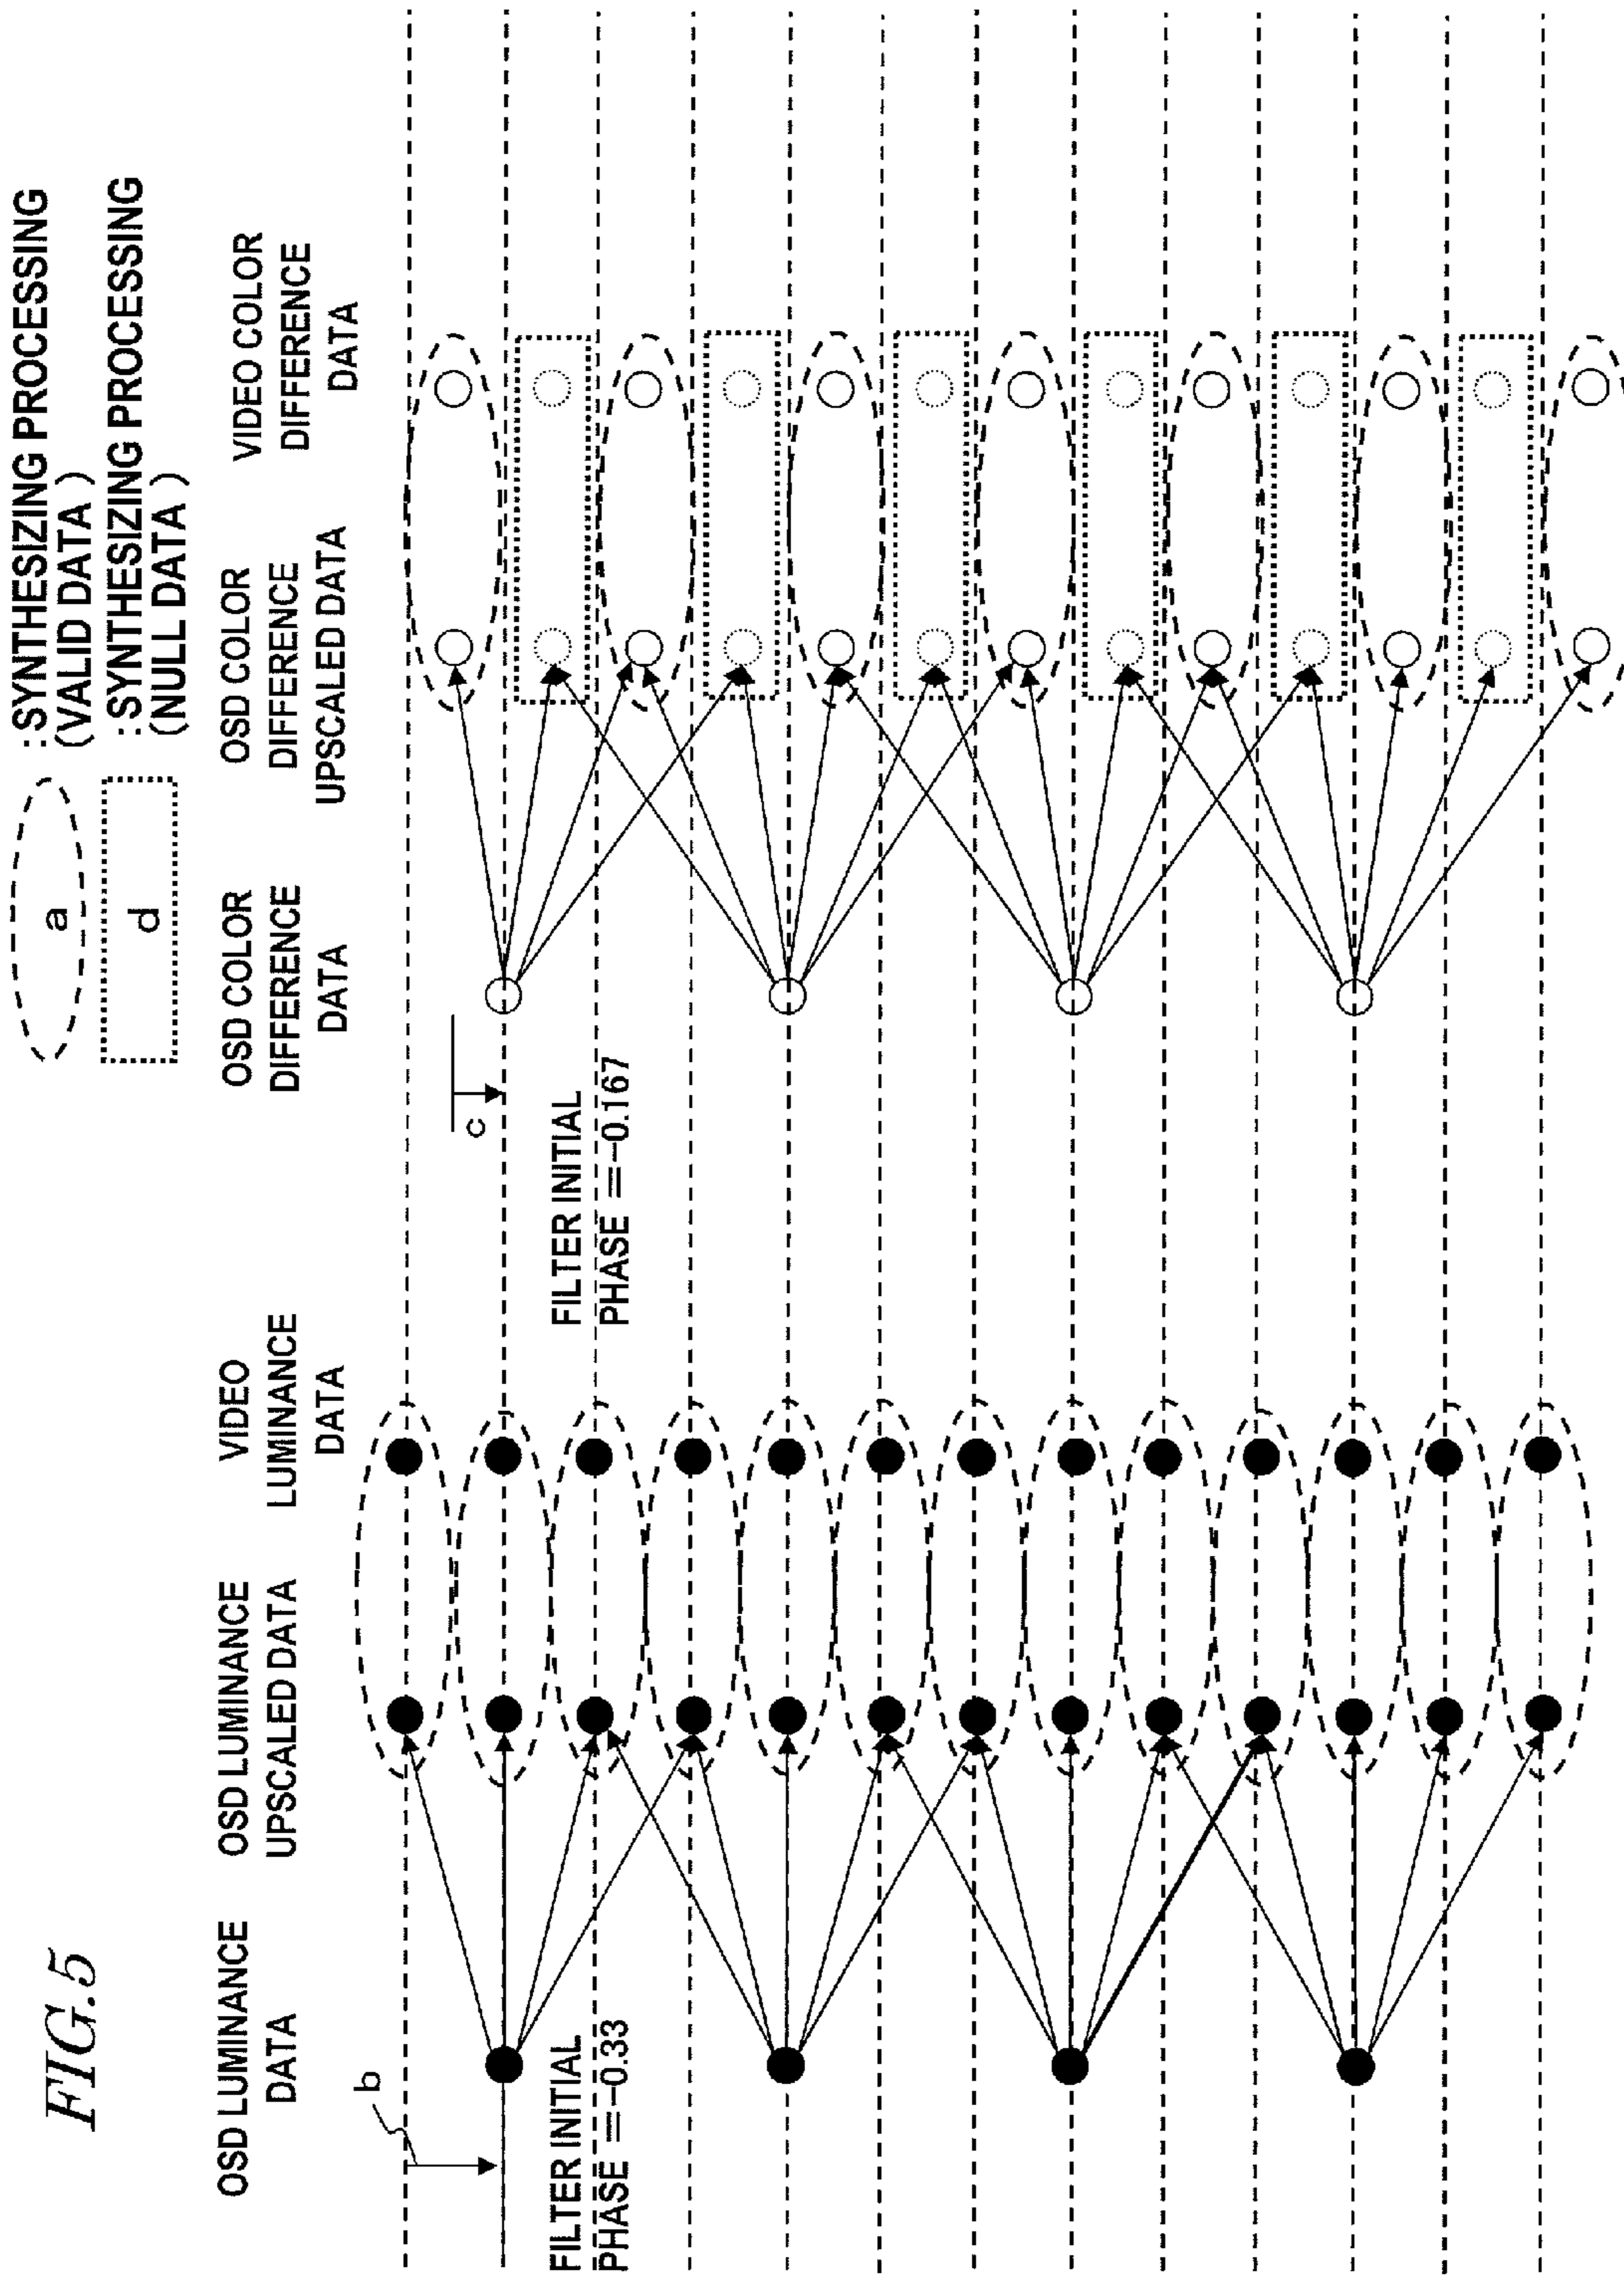 FIG.5
a
:SYNTHESIZING PROCESSING
(VALID DATA )
d
:SYNTHESIZING PROCESSING
(NULL DATA )
OSD LUMINANCE
DATA
OSD LUMINANCE
UPSCALED DATA
VIDEO
LUMINANCE
DATA
OSD COLOR
DIFFERENCE
DATA
OSD COLOR
DIFFERENCE
UPSCALED DATA
VIDEO COLOR
DIFFERENCE
DATA
b
FILTER INITIAL
PHASE =−0.33
c
FILTER INITIAL
PHASE =−0.167